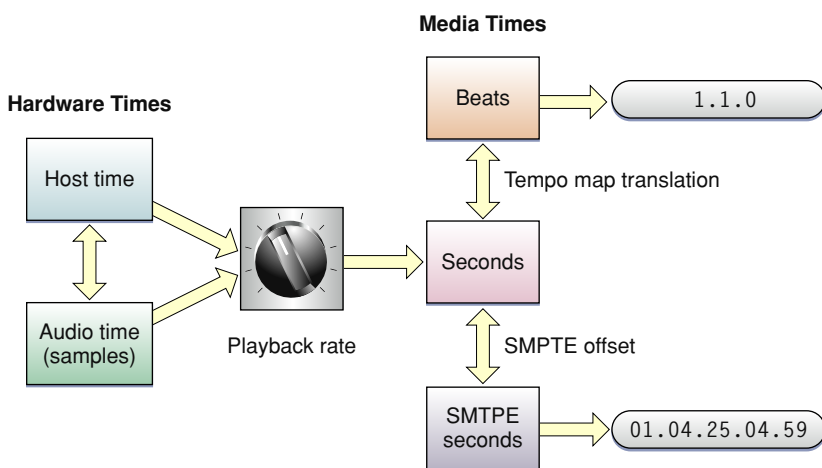 Media Times
Hardware Times
Beats
1.1.0
Host time
Tempo map translation
Seconds
Audio time
(samples)
Playback rate
SMPTE offset
SMTPE
seconds
01.04.25.04.59